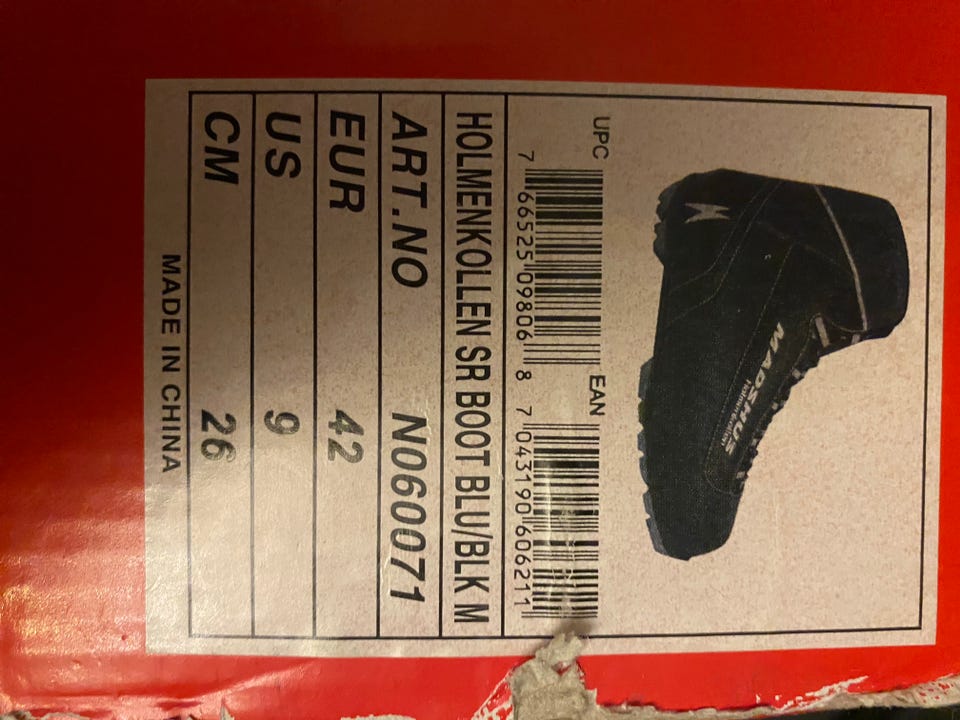 MADSHUS
Holmenkollen
UPC EAN
7 66525 09806 8 7 043190 606211
HOLMENKOLLEN SR BOOT BLU/BLK M
ART.NO N060071
EUR 42
US 9
CM 26
MADE IN CHINA